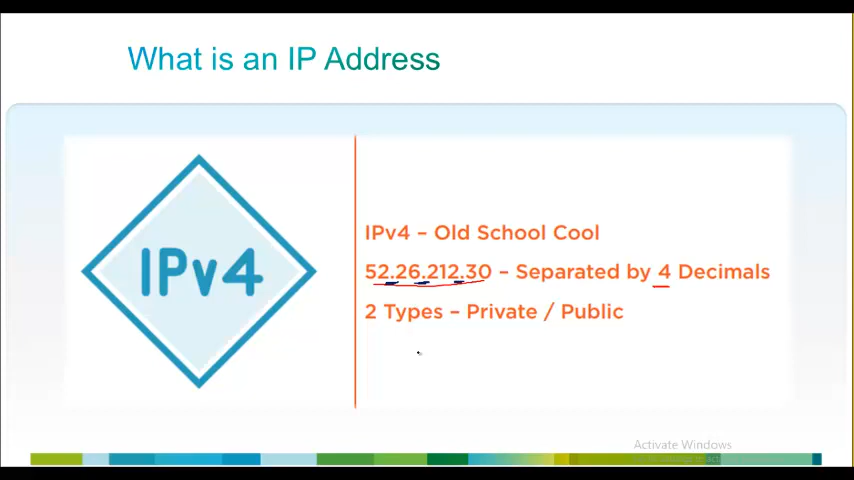 What is an IP Address
IPv4
IPv4 – Old School Cool
52.26.212.30 – Separated by 4 Decimals
2 Types – Private / Public
Activate Windows